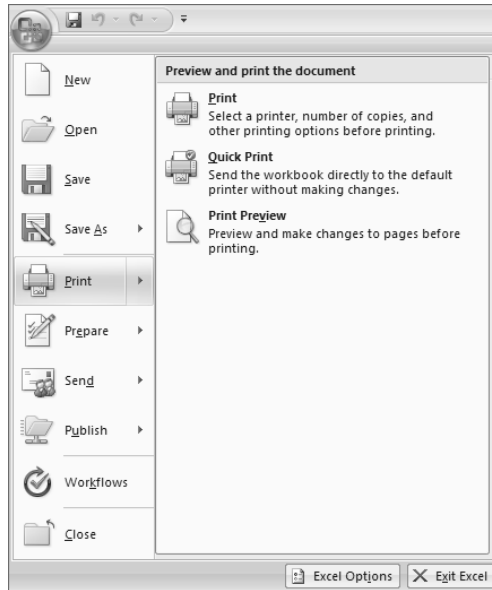 New
Open
Save
Save As
Print
Prepare
Send
Publish
Workflows
Close
Preview and print the document
Print
Select a printer, number of copies, and
other printing options before printing.
Quick Print
Send the workbook directly to the default
printer without making changes.
Print Preview
Preview and make changes to pages before
printing.
Excel Options
Exit Excel